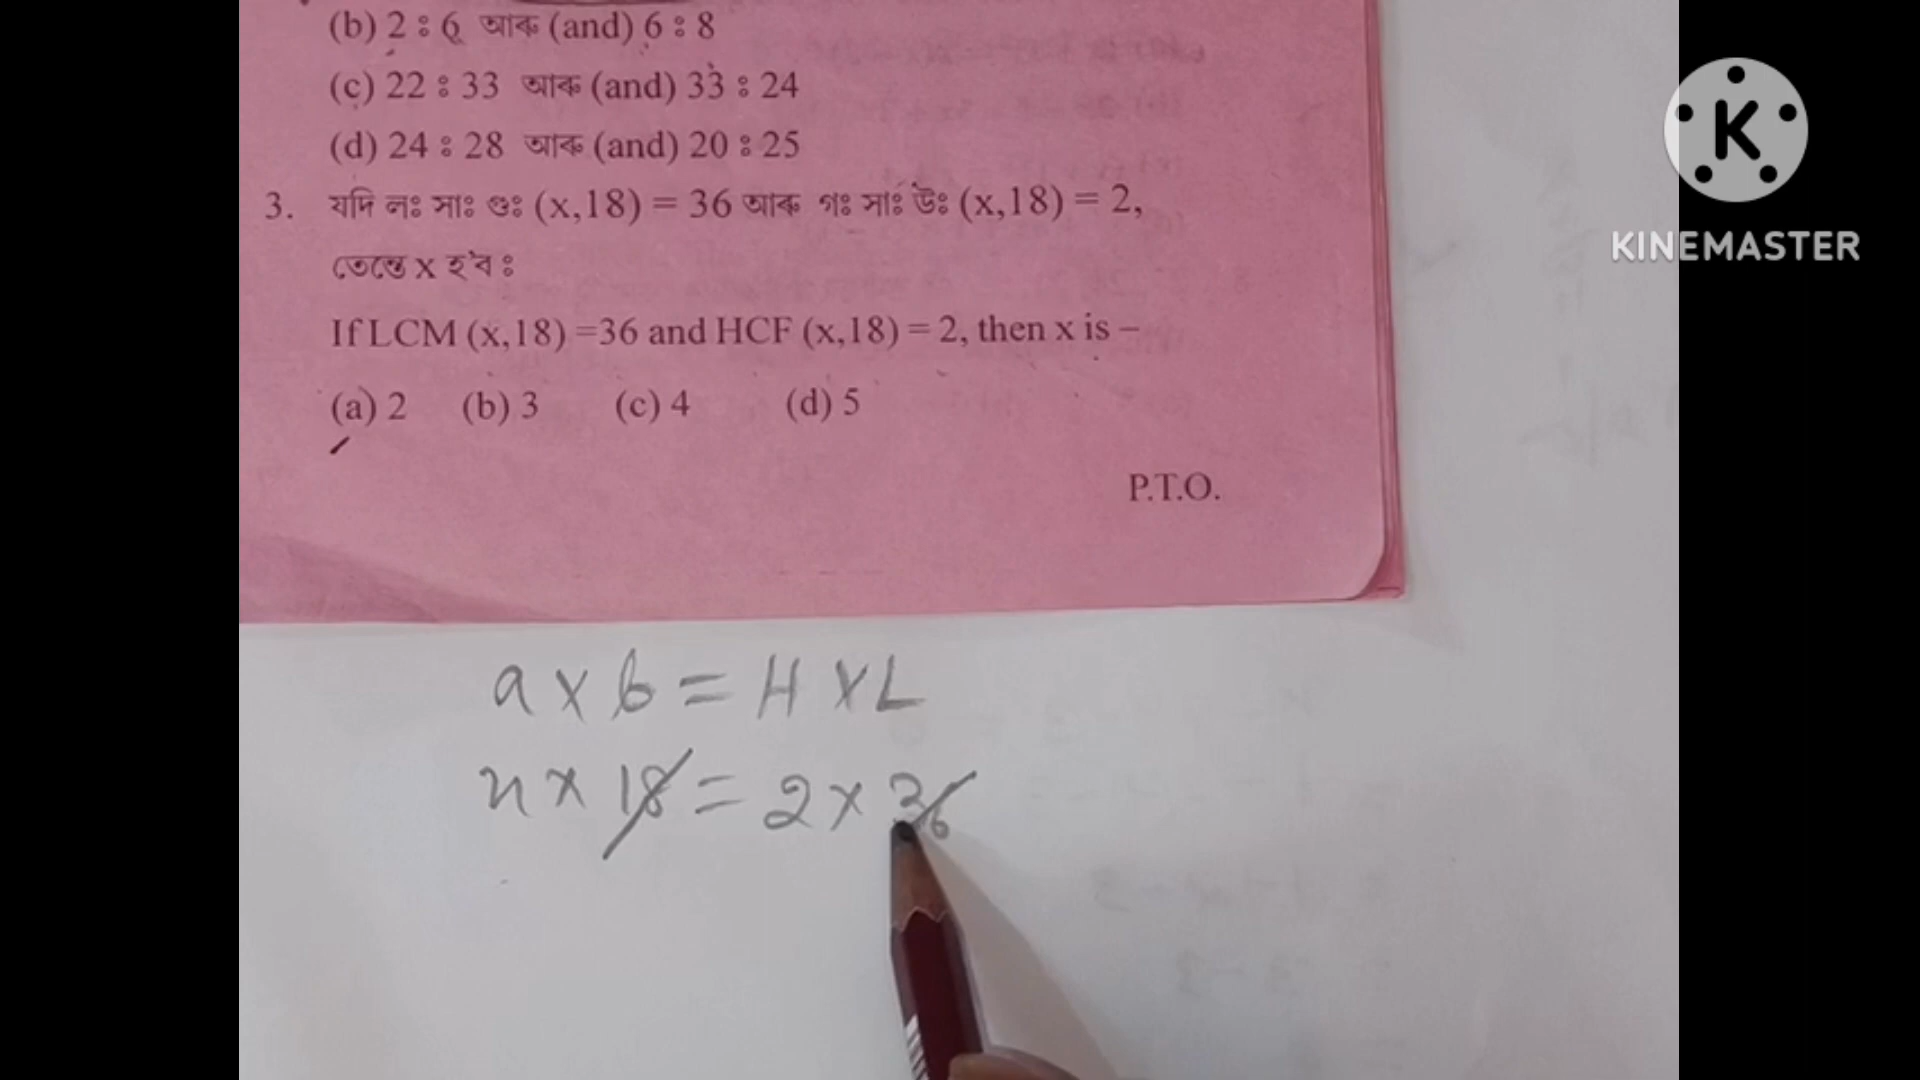 (b) 2 ঃ 6 আৰু (and) 6 ঃ 8
(c) 22 ঃ 33 আৰু (and) 33 ঃ 24
(d) 24 ঃ 28 আৰু (and) 20 ঃ 25
3. যদি লঃ সাঃ গুঃ (x,18) = 36 আৰু গঃ সাঃ উঃ (x,18) = 2,
তেন্তে x হ'ব ঃ
If LCM (x,18) =36 and HCF (x,18) = 2, then x is –
(a) 2 (b) 3 (c) 4 (d) 5
P.T.O.
a × b = H × L
x × 18 = 2 × 36
K
KINEMASTER